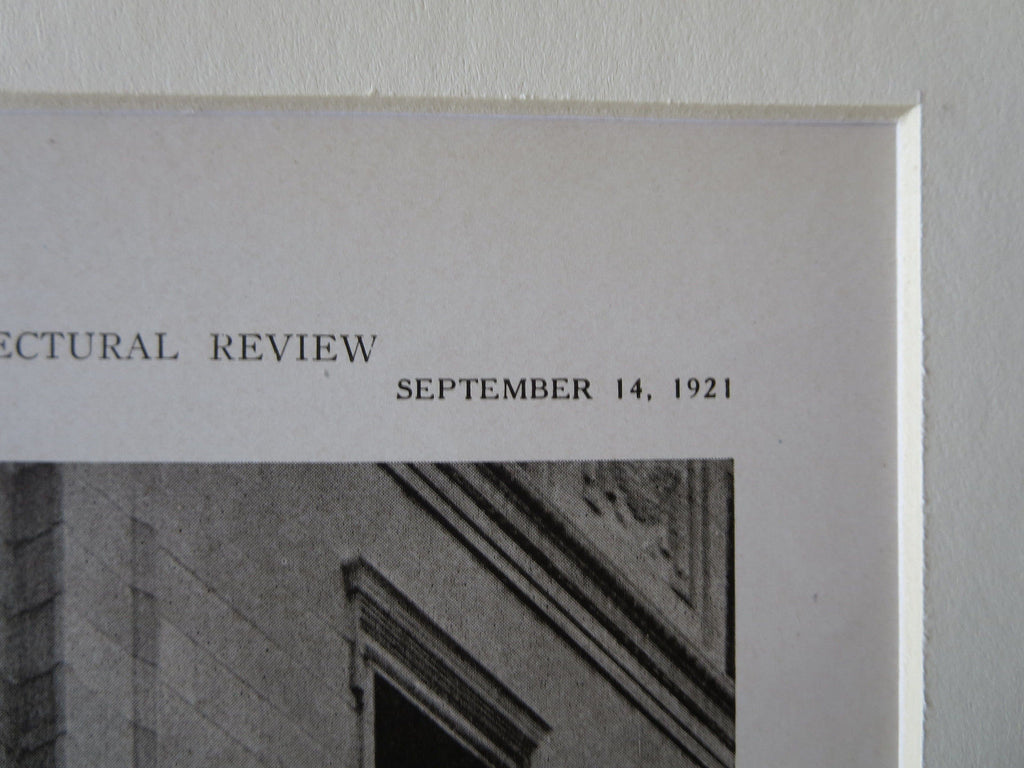 ECTURAL REVIEW
SEPTEMBER 14, 1921